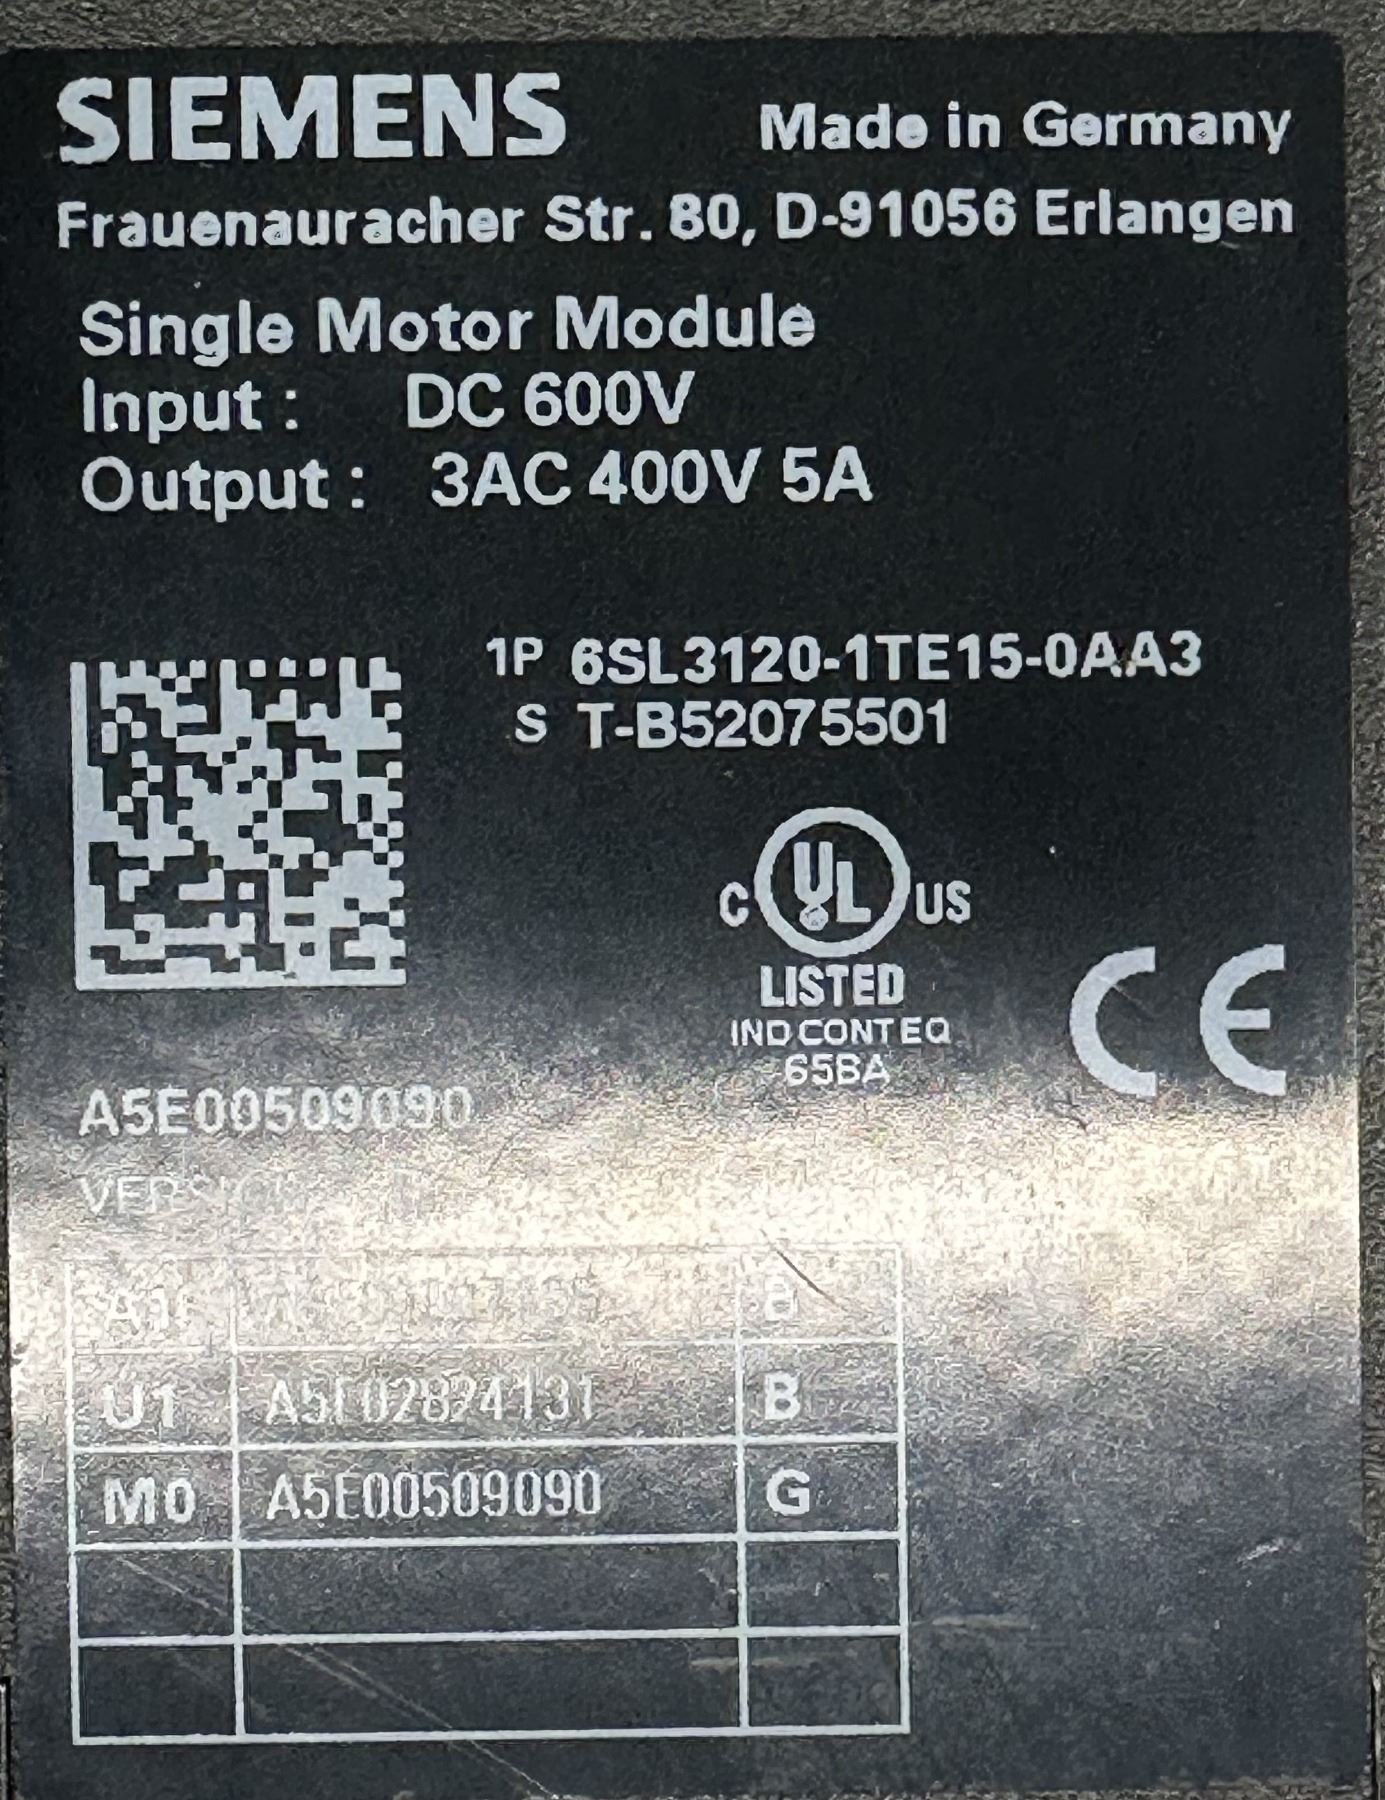 SIEMENS
Made in Germany
Frauenauracher Str. 80, D-91056 Erlangen
Single Motor Module
Input : DC 600V
Output : 3AC 400V 5A
1P 6SL3120-1TE15-0AA3
S T-B52075501
C UL US
LISTED
IND CONT EQ
65BA
CE
A5E00509090
U1 A5E02824131 B
M0 A5E00509090 G